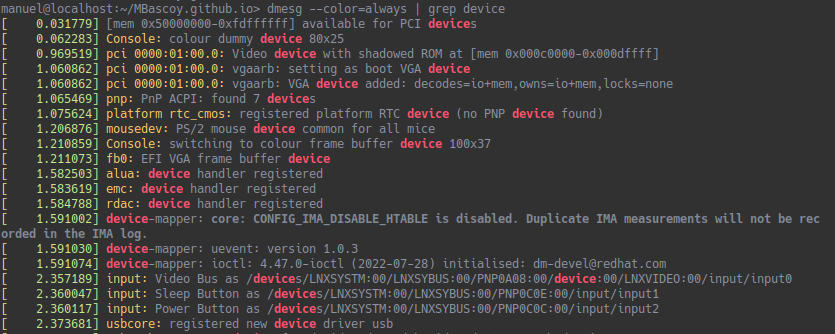 manuel@localhost:~/MBascoy.github.io> dmesg --color=always | grep device
[    0.031779] [mem 0x50000000-0xfdffffff] available for PCI devices
[    0.062283] Console: colour dummy device 80x25
[    0.969519] pci 0000:01:00.0: Video device with shadowed ROM at [mem 0x000c0000-0x000dffff]
[    1.060862] pci 0000:01:00.0: vgaarb: setting as boot VGA device
[    1.060862] pci 0000:01:00.0: vgaarb: VGA device added: decodes=io+mem,owns=io+mem,locks=none
[    1.065469] pnp: PnP ACPI: found 7 devices
[    1.075624] platform rtc_cmos: registered platform RTC device (no PNP device found)
[    1.206876] mousedev: PS/2 mouse device common for all mice
[    1.210859] Console: switching to colour frame buffer device 100x37
[    1.211073] fb0: EFI VGA frame buffer device
[    1.582503] alua: device handler registered
[    1.583619] emc: device handler registered
[    1.584788] rdac: device handler registered
[    1.591002] device-mapper: core: CONFIG_IMA_DISABLE_HTABLE is disabled. Duplicate IMA measurements will not be rec
orded in the IMA log.
[    1.591030] device-mapper: uevent: version 1.0.3
[    1.591074] device-mapper: ioctl: 4.47.0-ioctl (2022-07-28) initialised: dm-devel@redhat.com
[    2.357189] input: Video Bus as /devices/LNXSYSTM:00/LNXSYBUS:00/PNP0A08:00/device:00/LNXVIDEO:00/input/input0
[    2.360047] input: Sleep Button as /devices/LNXSYSTM:00/LNXSYBUS:00/PNP0C0E:00/input/input1
[    2.360117] input: Power Button as /devices/LNXSYSTM:00/LNXSYBUS:00/PNP0C0C:00/input/input2
[    2.373681] usbcore: registered new device driver usb